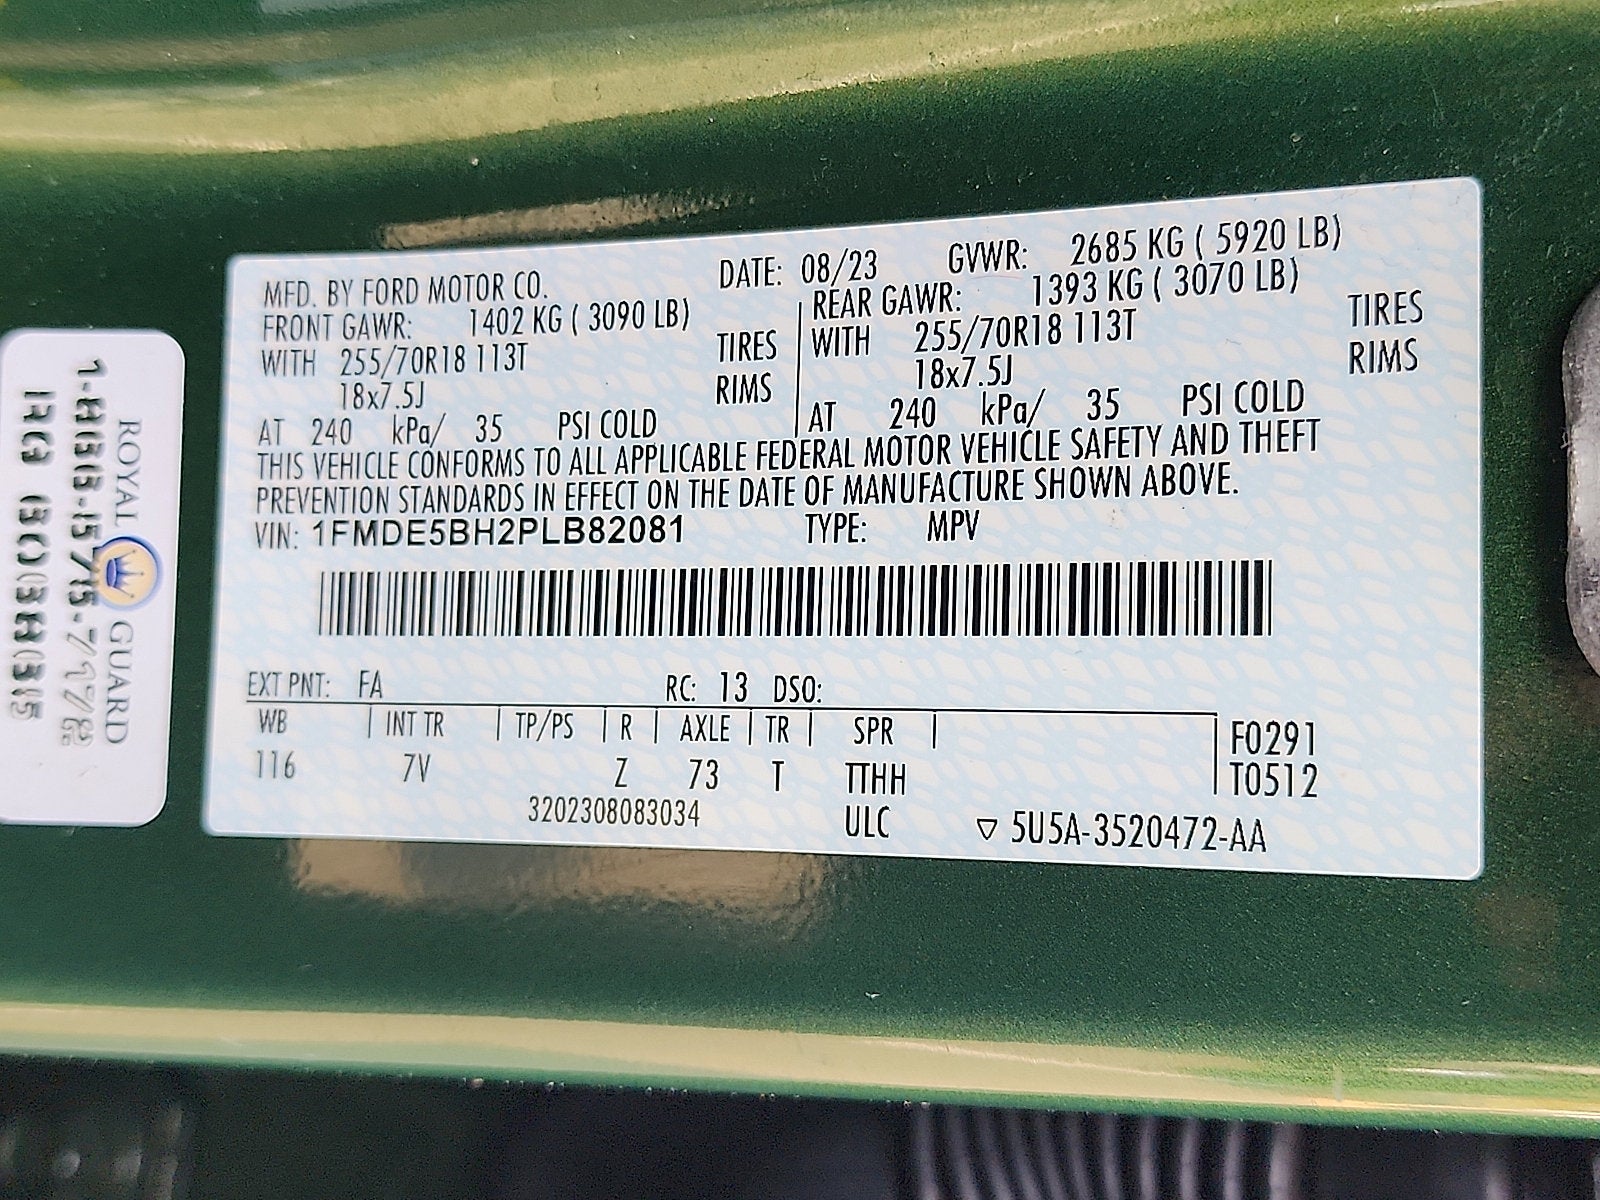 MFD. BY FORD MOTOR CO.
DATE: 08/23
GVWR: 2685 KG ( 5920 LB)
FRONT GAWR: 1402 KG ( 3090 LB)
WITH 255/70R18 113T TIRES
18x7.5J RIMS
AT 240 kPa/ 35 PSI COLD
REAR GAWR: 1393 KG ( 3070 LB)
WITH 255/70R18 113T TIRES
18x7.5J RIMS
AT 240 kPa/ 35 PSI COLD
THIS VEHICLE CONFORMS TO ALL APPLICABLE FEDERAL MOTOR VEHICLE SAFETY AND THEFT
PREVENTION STANDARDS IN EFFECT ON THE DATE OF MANUFACTURE SHOWN ABOVE.
VIN: 1FMDE5BH2PLB82081 TYPE: MPV
EXT PNT: FA RC: 13 DSO:
WB | INT TR | TP/PS | R | AXLE | TR | SPR |
116 7V Z 73 T TTHH
F0291
T0512
3202308083034 ULC ▽ 5U5A-3520472-AA
ROYAL GUARD